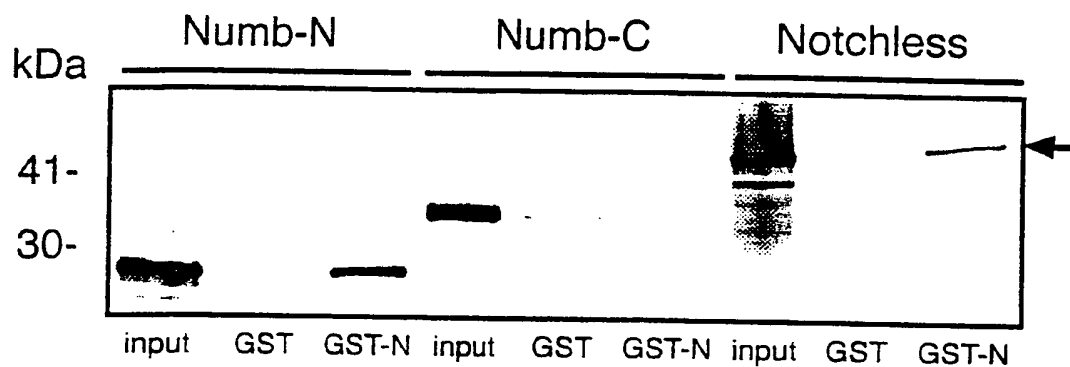 Numb-N Numb-C Notchless
kDa
41-
30-
input GST GST-N input GST GST-N input GST GST-N